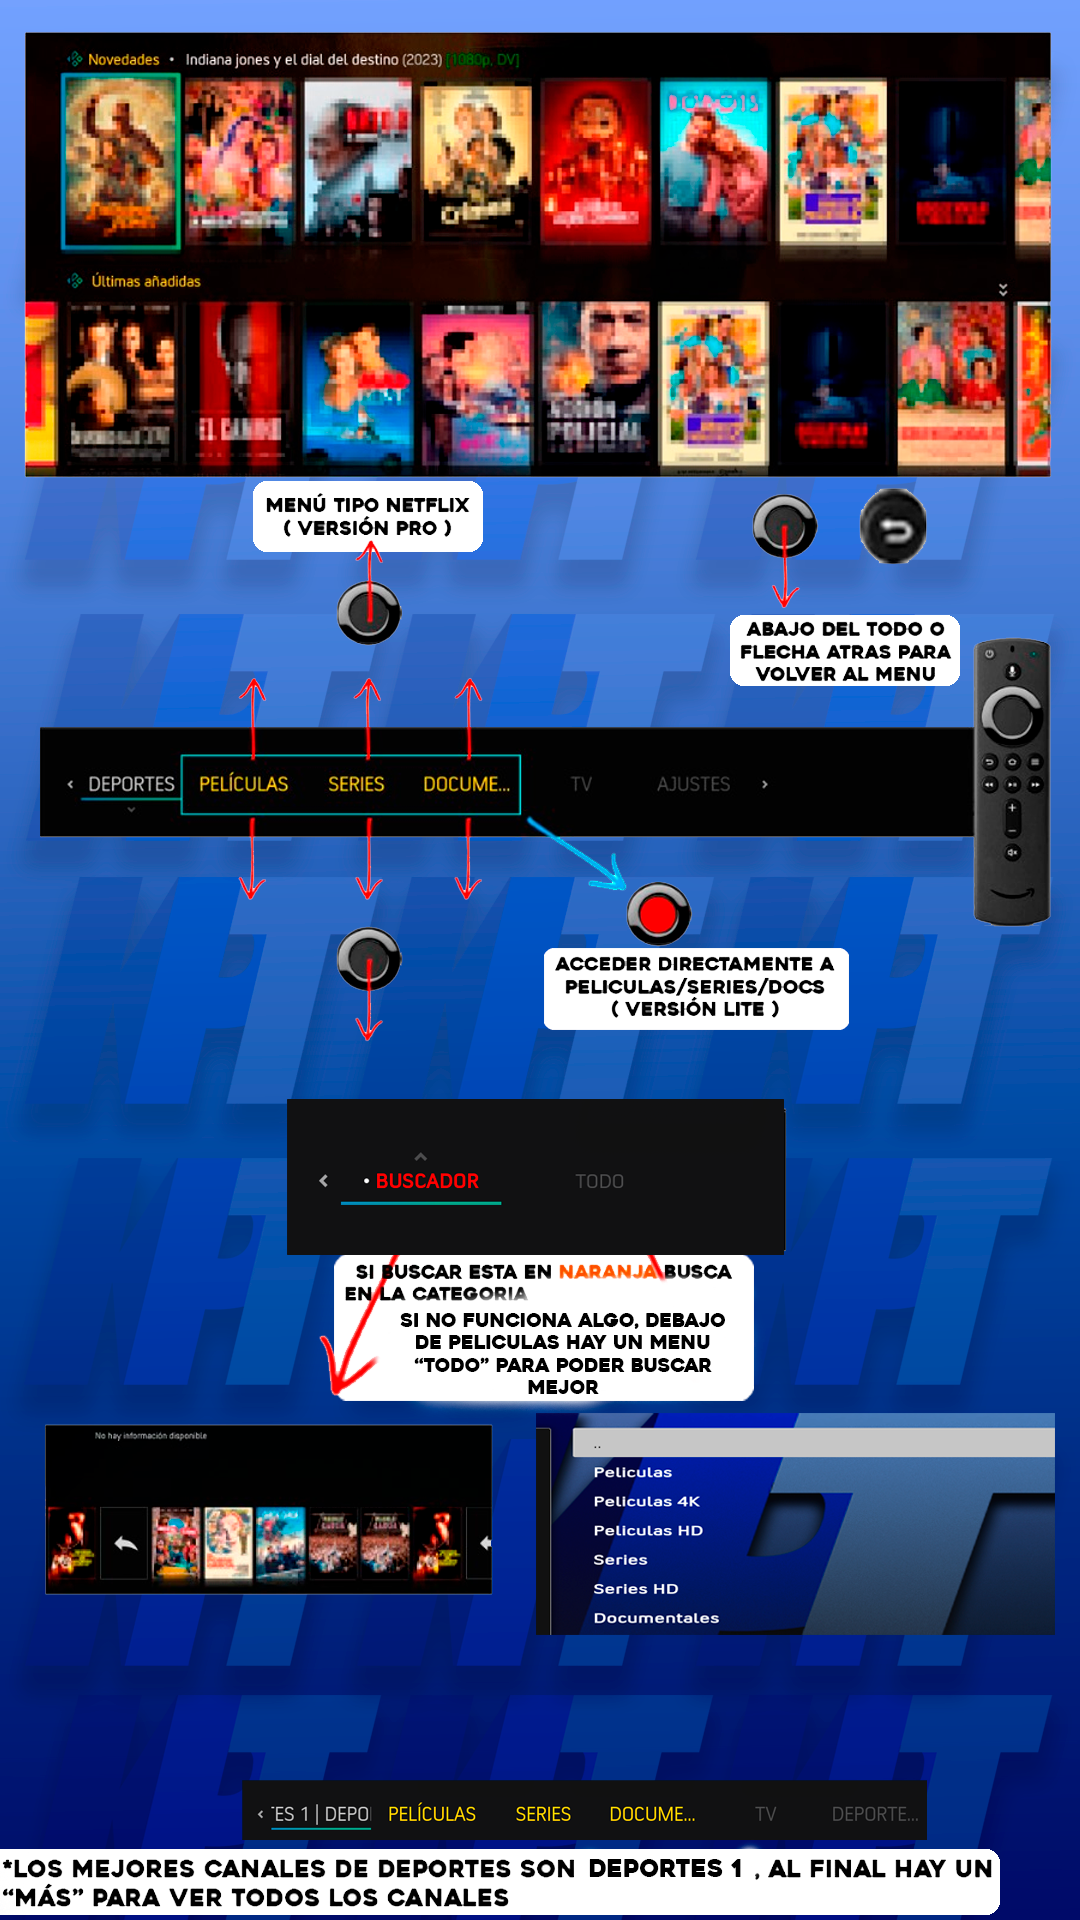 Novedades • Indiana jones y el dial del destino (2023) [1080p, DV]
Últimas añadidas
EL CONDE
POLICIAL
MENÚ TIPO NETFLIX
( VERSIÓN PRO )
ABAJO DEL TODO O
FLECHA ATRAS PARA
VOLVER AL MENU
DEPORTES PELÍCULAS SERIES DOCUME... TV AJUSTES
ACCEDER DIRECTAMENTE A
PELICULAS/SERIES/DOCS
( VERSIÓN LITE )
• BUSCADOR TODO
SI BUSCAR ESTA EN NARANJA BUSCA
EN LA CATEGORIA
SI NO FUNCIONA ALGO, DEBAJO
DE PELICULAS HAY UN MENU
“TODO” PARA PODER BUSCAR
MEJOR
No hay información disponible
..
Peliculas
Peliculas 4K
Peliculas HD
Series
Series HD
Documentales
TES 1 | DEPO PELÍCULAS SERIES DOCUME... TV DEPORTE...
*LOS MEJORES CANALES DE DEPORTES SON DEPORTES 1 , AL FINAL HAY UN
“MÁS” PARA VER TODOS LOS CANALES